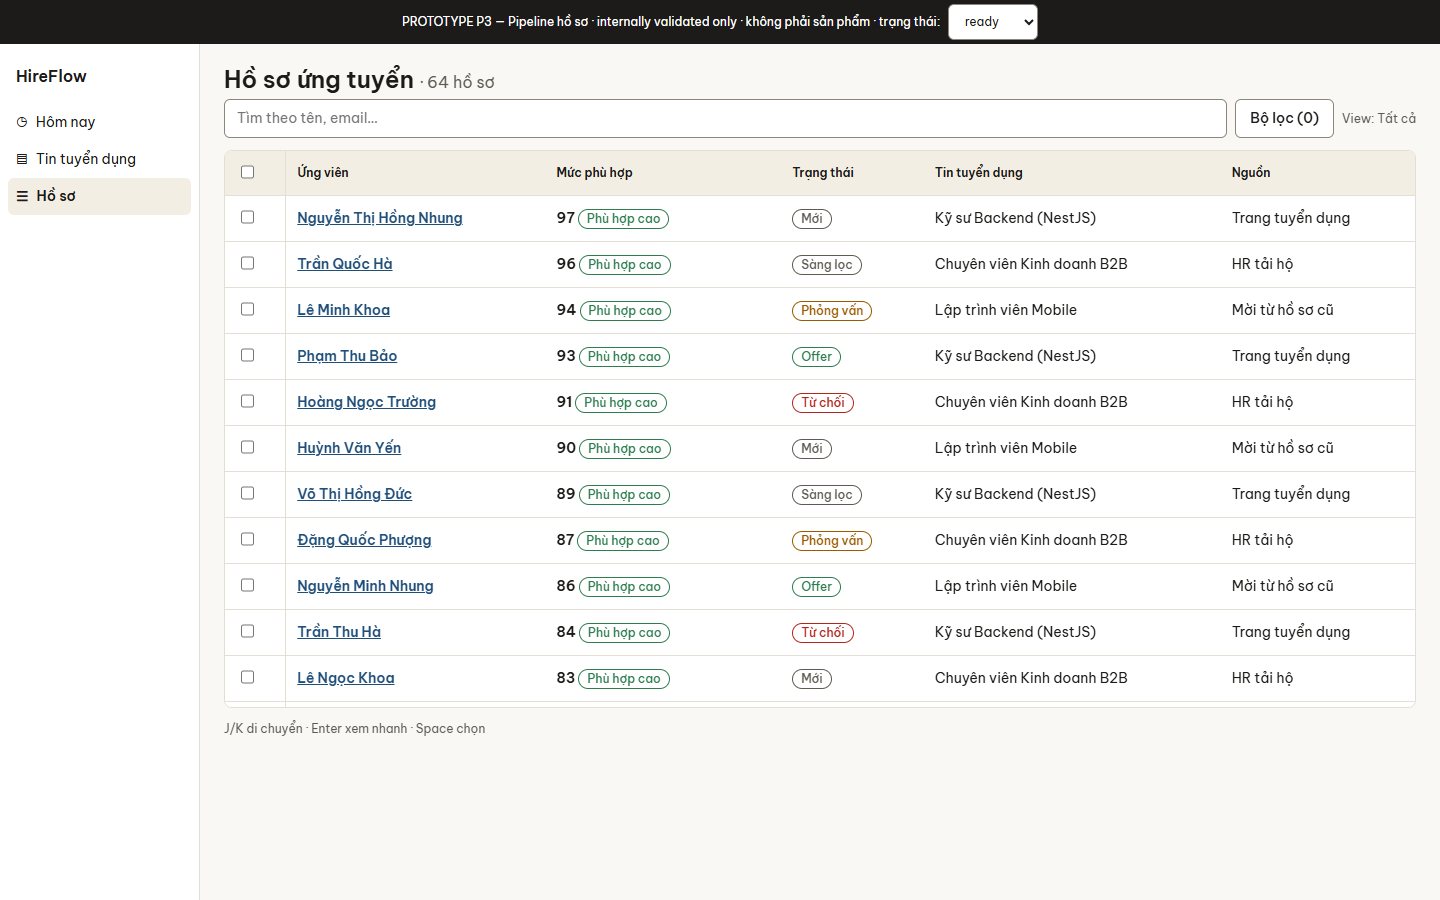 PROTOTYPE P3 — Pipeline hồ sơ · internally validated only · không phải sản phẩm · trạng thái: ready
HireFlow
Hôm nay
Tin tuyển dụng
Hồ sơ
Hồ sơ ứng tuyển · 64 hồ sơ
Tìm theo tên, email... Bộ lọc (0) View: Tất cả
Ứng viên Mức phù hợp Trạng thái Tin tuyển dụng Nguồn
Nguyễn Thị Hồng Nhung 97 Phù hợp cao Mới Kỹ sư Backend (NestJS) Trang tuyển dụng
Trần Quốc Hà 96 Phù hợp cao Sàng lọc Chuyên viên Kinh doanh B2B HR tải hộ
Lê Minh Khoa 94 Phù hợp cao Phỏng vấn Lập trình viên Mobile Mời từ hồ sơ cũ
Phạm Thu Bảo 93 Phù hợp cao Offer Kỹ sư Backend (NestJS) Trang tuyển dụng
Hoàng Ngọc Trường 91 Phù hợp cao Từ chối Chuyên viên Kinh doanh B2B HR tải hộ
Huỳnh Văn Yến 90 Phù hợp cao Mới Lập trình viên Mobile Mời từ hồ sơ cũ
Võ Thị Hồng Đức 89 Phù hợp cao Sàng lọc Kỹ sư Backend (NestJS) Trang tuyển dụng
Đặng Quốc Phượng 87 Phù hợp cao Phỏng vấn Chuyên viên Kinh doanh B2B HR tải hộ
Nguyễn Minh Nhung 86 Phù hợp cao Offer Lập trình viên Mobile Mời từ hồ sơ cũ
Trần Thu Hà 84 Phù hợp cao Từ chối Kỹ sư Backend (NestJS) Trang tuyển dụng
Lê Ngọc Khoa 83 Phù hợp cao Mới Chuyên viên Kinh doanh B2B HR tải hộ
J/K di chuyển · Enter xem nhanh · Space chọn